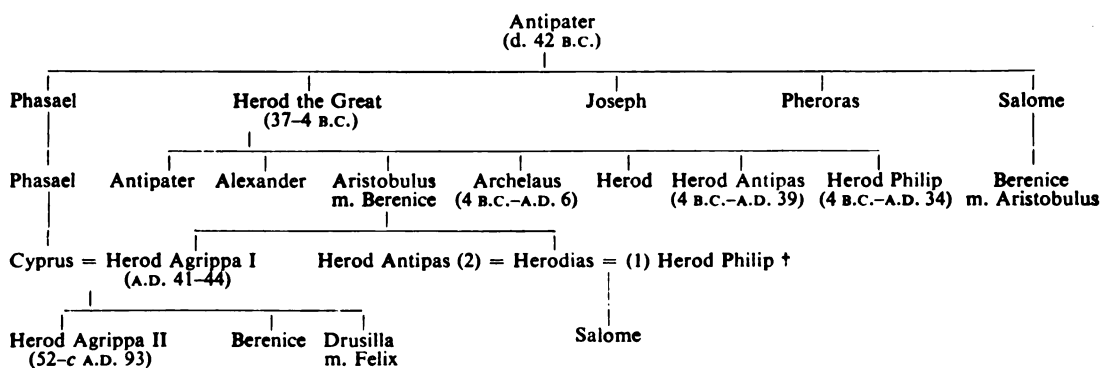 Antipater
(d. 42 B.C.)
Phasael Herod the Great Joseph Pheroras Salome
(37–4 B.C.)
Phasael Antipater Alexander Aristobulus Archelaus Herod Herod Antipas Herod Philip Berenice
m. Berenice (4 B.C.–A.D. 6) (4 B.C.–A.D. 39) (4 B.C.–A.D. 34) m. Aristobulus
Cyprus = Herod Agrippa I Herod Antipas (2) = Herodias = (1) Herod Philip †
(A.D. 41–44)
Herod Agrippa II Berenice Drusilla Salome
(52–c A.D. 93) m. Felix